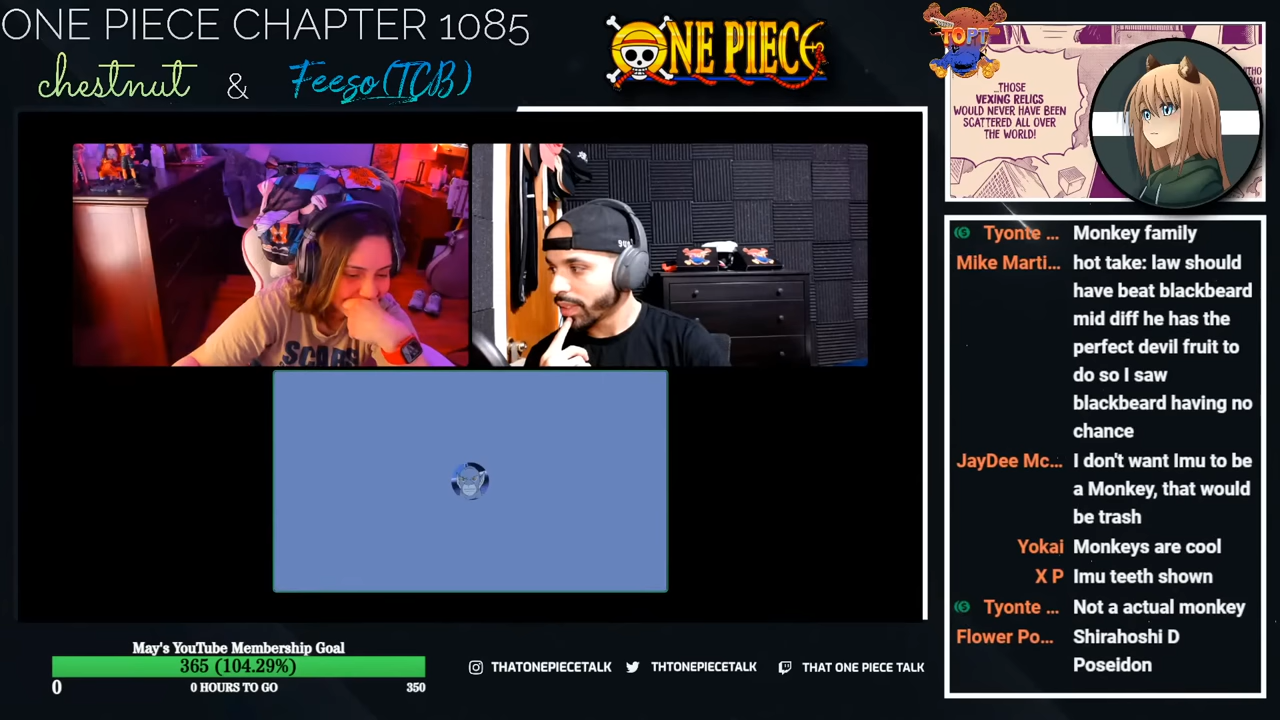 ONE PIECE CHAPTER 1085
chestnut & Feeso(TCB)
ONE PIECE
TOPT
...THOSE
VEXING RELICS
WOULD NEVER HAVE BEEN
SCATTERED ALL OVER
THE WORLD!
SCARS
Tyonte ... Monkey family
Mike Marti... hot take: law should
have beat blackbeard
mid diff he has the
perfect devil fruit to
do so I saw
blackbeard having no
chance
JayDee Mc... I don't want Imu to be
a Monkey, that would
be trash
Yokai Monkeys are cool
X P Imu teeth shown
Tyonte ... Not a actual monkey
Flower Po... Shirahoshi D
Poseidon
May's YouTube Membership Goal
365 (104.29%)
0 0 HOURS TO GO 350
THATONEPIECETALK THTONEPIECETALK THAT ONE PIECE TALK